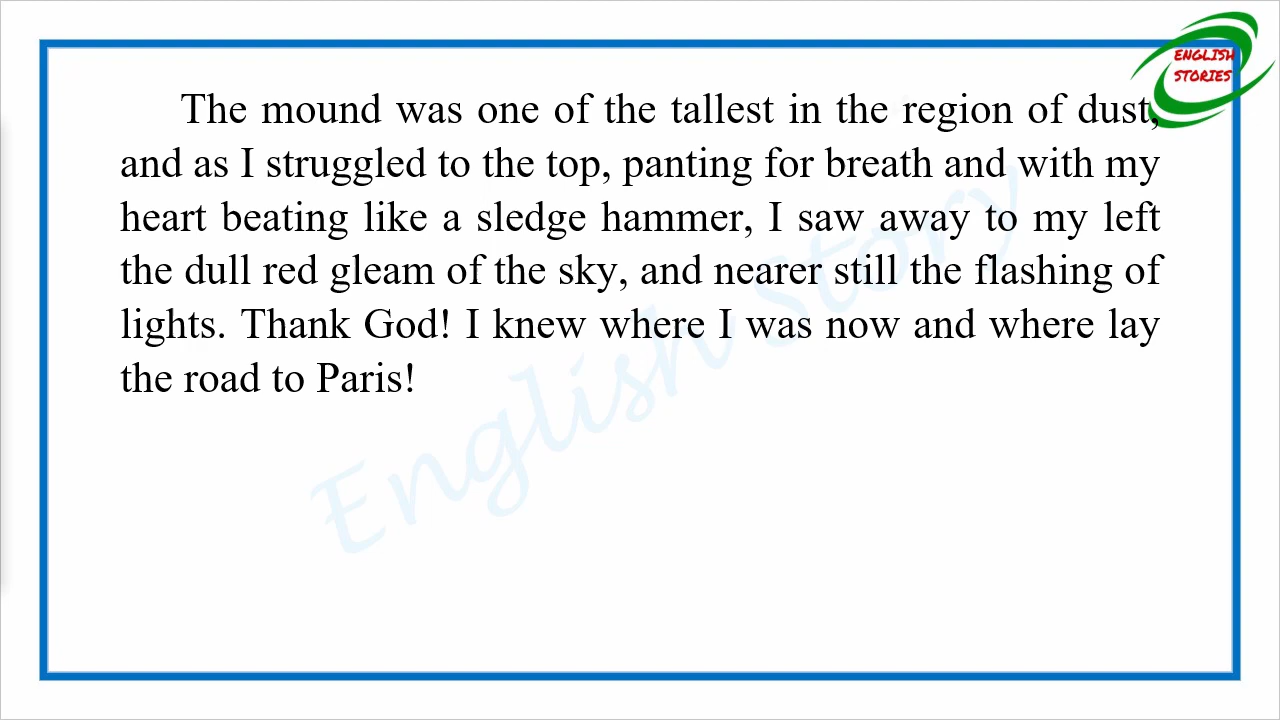 ENGLISH
STORIES
The mound was one of the tallest in the region of dust,
and as I struggled to the top, panting for breath and with my
heart beating like a sledge hammer, I saw away to my left
the dull red gleam of the sky, and nearer still the flashing of
lights. Thank God! I knew where I was now and where lay
the road to Paris!
English Story